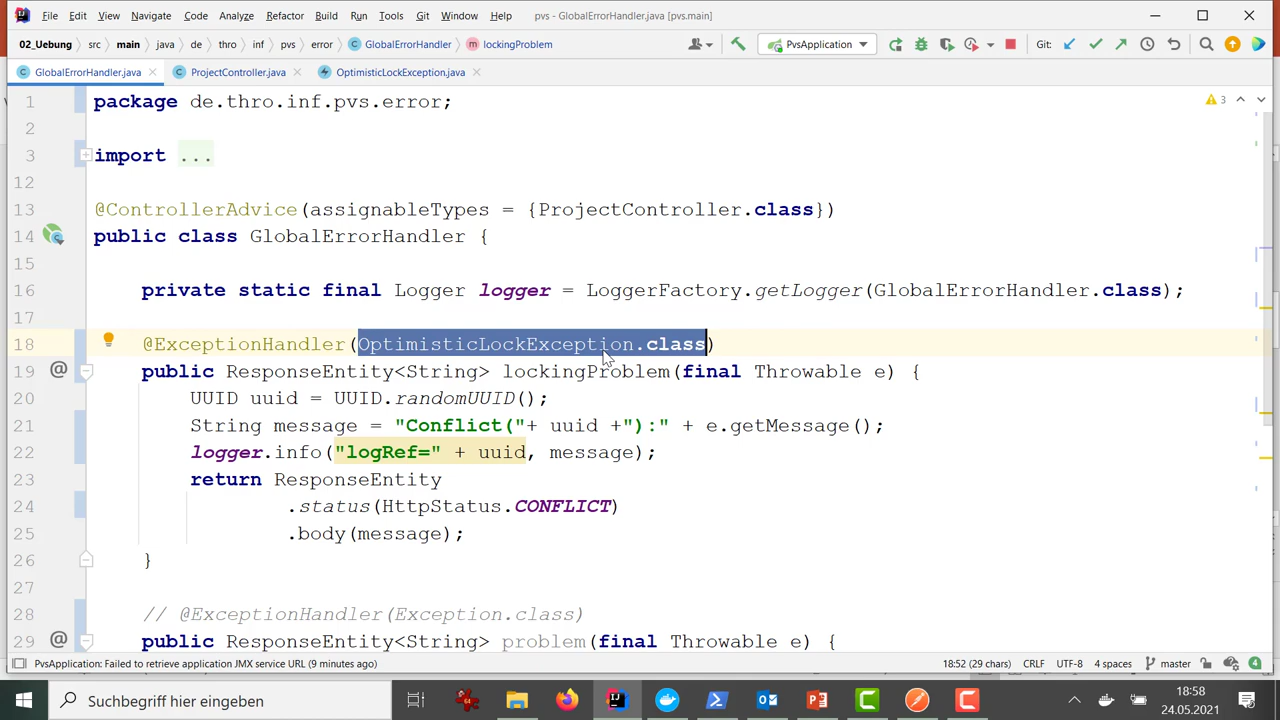 File Edit View Navigate Code Analyze Refactor Build Run Tools Git Window Help pvs - GlobalErrorHandler.java [pvs.main]
02_Uebung src main java de thro inf pvs error GlobalErrorHandler lockingProblem PvsApplication Git:
GlobalErrorHandler.java ProjectController.java OptimisticLockException.java
1 package de.thro.inf.pvs.error; 3
2
3 import ...
12
13 @ControllerAdvice(assignableTypes = {ProjectController.class})
14 public class GlobalErrorHandler {
15
16 private static final Logger logger = LoggerFactory.getLogger(GlobalErrorHandler.class);
17
18 @ExceptionHandler(OptimisticLockException.class)
19 public ResponseEntity<String> lockingProblem(final Throwable e) {
20 UUID uuid = UUID.randomUUID();
21 String message = "Conflict("+ uuid +"):" + e.getMessage();
22 logger.info("logRef=" + uuid, message);
23 return ResponseEntity
24 .status(HttpStatus.CONFLICT)
25 .body(message);
26 }
27
28 // @ExceptionHandler(Exception.class)
29 public ResponseEntity<String> problem(final Throwable e) {
PvsApplication: Failed to retrieve application JMX service URL (9 minutes ago) 18:52 (29 chars) CRLF UTF-8 4 spaces master 4
Suchbegriff hier eingeben 18:58
24.05.2021